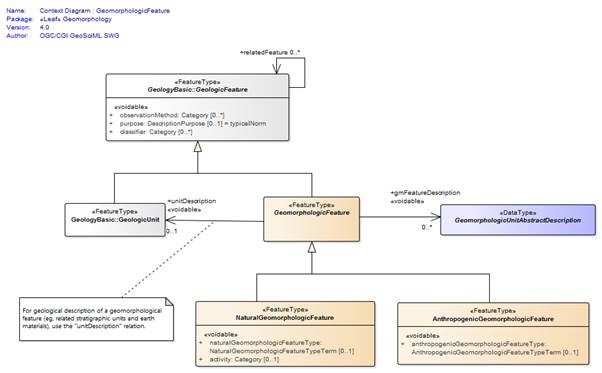 Name: Context Diagram : GeomorphologicFeature
Package: «Leaf» Geomorphology
Version: 4.0
Author: OGC/CGI GeoSciML SWG
+relatedFeature 0..*
«FeatureType»
GeologyBasic::GeologicFeature
«voidable»
+ observationMethod: Category [0..*]
+ purpose: DescriptionPurpose [0..1] = typicalNorm
+ classifier: Category [0..*]
«FeatureType»
GeologyBasic::GeologicUnit
+unitDescription
«voidable»
0..1
«FeatureType»
GeomorphologicFeature
+gmFeatureDescription
«voidable»
0..*
«DataType»
GeomorphologicUnitAbstractDescription
For geological description of a geomorphological
feature (eg, related stratigraphic units and earth
materials), use the "unitDescription" relation.
«FeatureType»
NaturalGeomorphologicFeature
«voidable»
+ naturalGeomorphologicFeatureType:
NaturalGeomorphologicFeatureTypeTerm [0..1]
+ activity: Category [0..1]
«FeatureType»
AnthropogenicGeomorphologicFeature
«voidable»
+ anthropogenicGeomorphologicFeatureType:
AnthropogenicGeomorphologicFeatureTypeTerm [0..1]